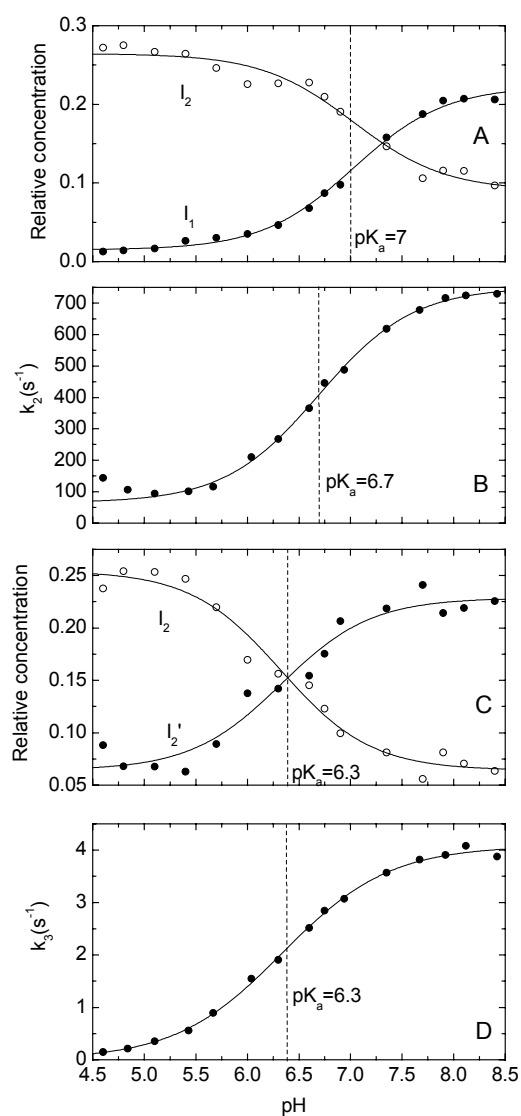 0.3
0.2
0.1
0.0
Relative concentration
I₂
I₁
A
pKₐ=7
700
600
500
400
300
200
100
0
k₂(s⁻¹)
pKₐ=6.7
B
0.25
0.20
0.15
0.10
0.05
Relative concentration
I₂
I₂'
C
pKₐ=6.3
4
3
2
1
0
k₃(s⁻¹)
pKₐ=6.3
D
4.5 5.0 5.5 6.0 6.5 7.0 7.5 8.0 8.5
pH